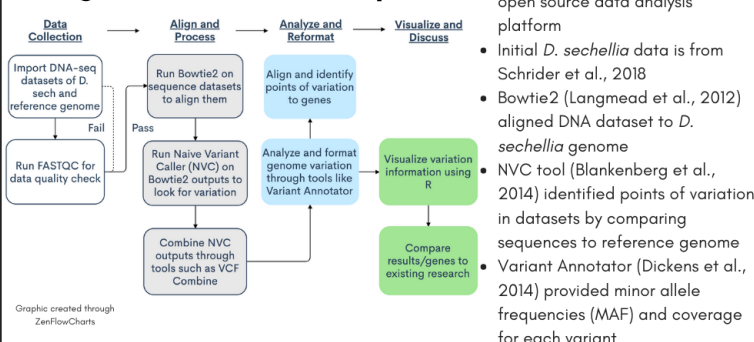 Data
Collection
Align and
Process
Analyze and
Reformat
Visualize and
Discuss
Import DNA-seq
datasets of D.
sech and
reference genome
Fail
Pass
Run FASTQC for
data quality check
Run Bowtie2 on
sequence datasets
to align them
Run Naive Variant
Caller (NVC) on
Bowtie2 outputs to
look for variation
Combine NVC
outputs through
tools such as VCF
Combine
Align and identify
points of variation
to genes
Analyze and format
genome variation
through tools like
Variant Annotator
Visualize variation
information using
R
Compare
results/genes to
existing research
Graphic created through
ZenFlowCharts
open source data analysis
platform
• Initial D. sechellia data is from
Schrider et al., 2018
• Bowtie2 (Langmead et al., 2012)
aligned DNA dataset to D.
sechellia genome
• NVC tool (Blankenberg et al.,
2014) identified points of variation
in datasets by comparing
sequences to reference genome
• Variant Annotator (Dickens et al.,
2014) provided minor allele
frequencies (MAF) and coverage
for each variant